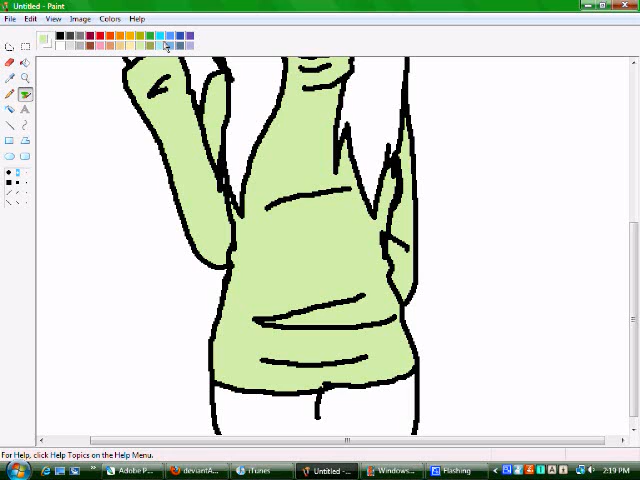 Untitled - Paint
File Edit View Image Colors Help
For Help, click Help Topics on the Help Menu.
Adobe P... deviantA... iTunes Untitled -... Windows... Flashing 2:19 PM